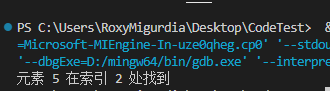 PS C:\Users\RoxyMigurdia\Desktop\CodeTest> &
=Microsoft-MIEngine-In-uze0qheg.cp0' '--stdou
'--dbgExe=D:/mingw64/bin/gdb.exe' '--interpre
元素 5 在索引 2 处找到